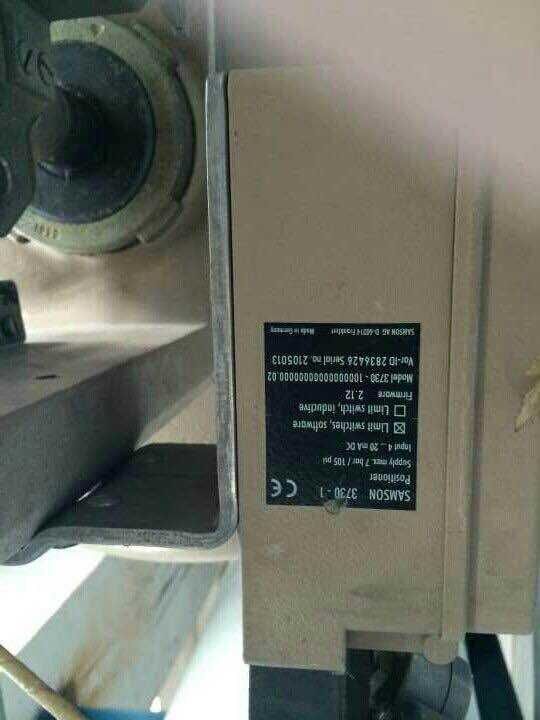 SAMSON 3730 - 1 CE
Positioner
Supply max. 7 bar / 105 psi
Input 4 ... 20 mA DC
☒ Limit switches, software
☐ Limit switch, inductive
Firmware 2.12
Model 3730 - 10000000000000000.02
Var-ID 2836426 Serial no. 2105013
SAMSON AG D-60314 Frankfurt Made in Germany